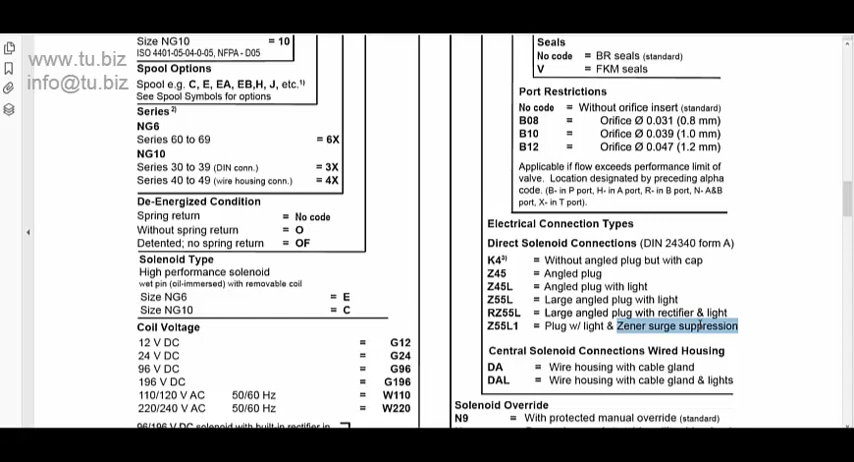 www.tu.biz
info@tu.biz
Size NG10 = 10
ISO 4401-05-04-0-05, NFPA - D05
Spool Options
Spool e.g. C, E, EA, EB,H, J, etc.¹⁾
See Spool Symbols for options
Series ²⁾
NG6
Series 60 to 69 = 6X
NG10
Series 30 to 39 (DIN conn.) = 3X
Series 40 to 49 (wire housing conn.) = 4X
De-Energized Condition
Spring return = No code
Without spring return = O
Detented; no spring return = OF
Solenoid Type
High performance solenoid
wet pin (oil-immersed) with removable coil
Size NG6 = E
Size NG10 = C
Coil Voltage
12 V DC = G12
24 V DC = G24
96 V DC = G96
196 V DC = G196
110/120 V AC 50/60 Hz = W110
220/240 V AC 50/60 Hz = W220
96/196 V DC solenoid with built-in rectifier in
Seals
No code = BR seals (standard)
V = FKM seals
Port Restrictions
No code = Without orifice insert (standard)
B08 = Orifice Ø 0.031 (0.8 mm)
B10 = Orifice Ø 0.039 (1.0 mm)
B12 = Orifice Ø 0.047 (1.2 mm)
Applicable if flow exceeds performance limit of
valve. Location designated by preceding alpha
code. (B- in P port, H- in A port, R- in B port, N- A&B
port, X- in T port).
Electrical Connection Types
Direct Solenoid Connections (DIN 24340 form A)
K4³⁾ = Without angled plug but with cap
Z45 = Angled plug
Z45L = Angled plug with light
Z55L = Large angled plug with light
RZ55L = Large angled plug with rectifier & light
Z55L1 = Plug w/ light & Zener surge suppression
Central Solenoid Connections Wired Housing
DA = Wire housing with cable gland
DAL = Wire housing with cable gland & lights
Solenoid Override
N9 = With protected manual override (standard)